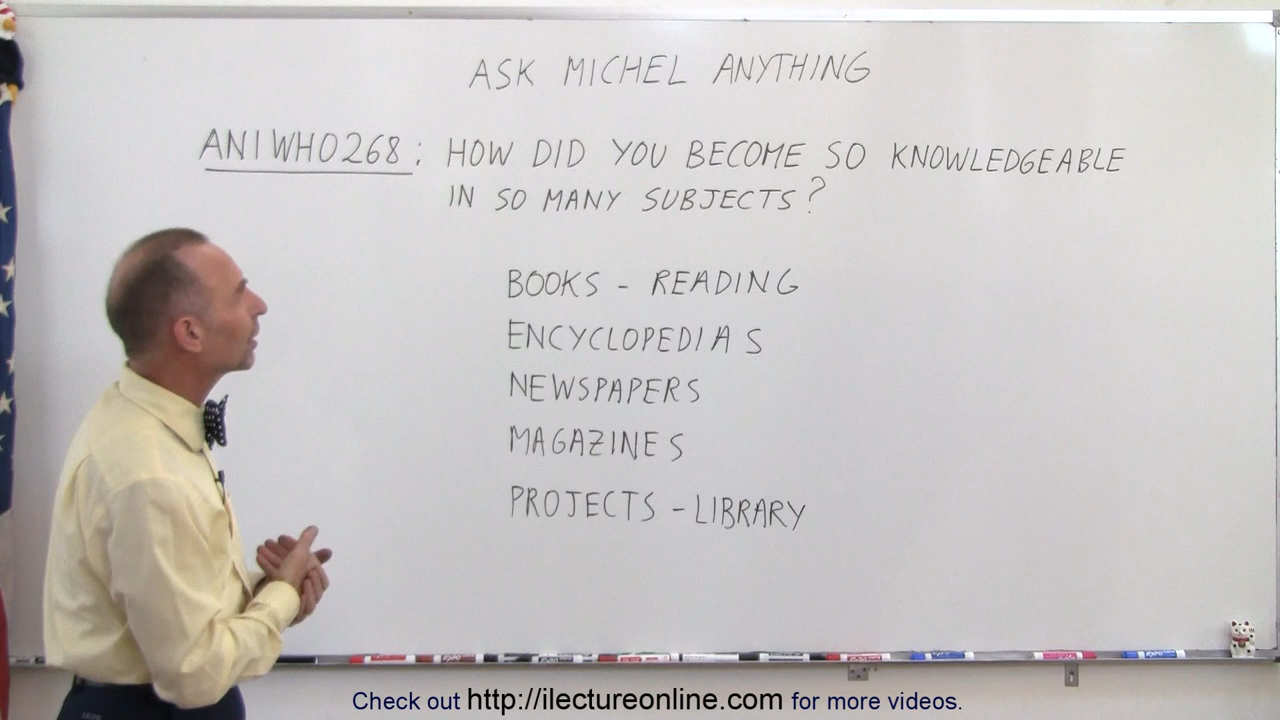 ASK MICHEL ANYTHING
ANIWHO268: HOW DID YOU BECOME SO KNOWLEDGEABLE
IN SO MANY SUBJECTS?
BOOKS - READING
ENCYCLOPEDIAS
NEWSPAPERS
MAGAZINES
PROJECTS - LIBRARY
Check out http://ilectureonline.com for more videos.